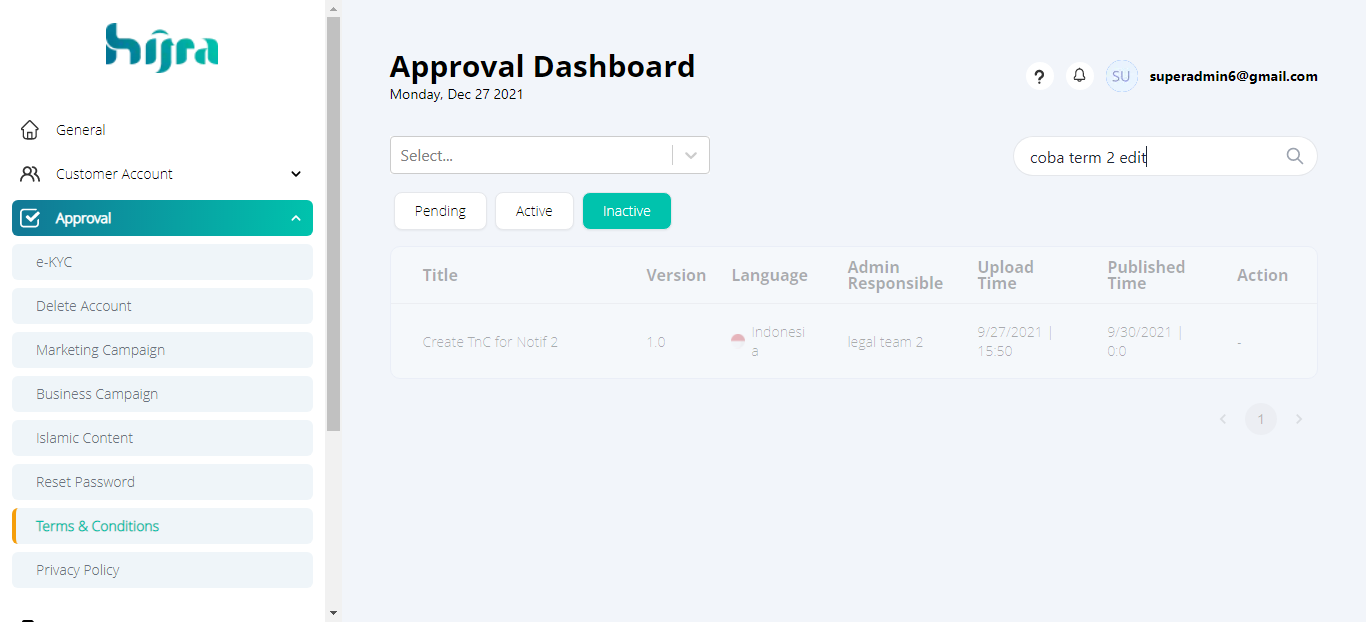 hijra
General
Customer Account
Approval
e-KYC
Delete Account
Marketing Campaign
Business Campaign
Islamic Content
Reset Password
Terms & Conditions
Privacy Policy
Approval Dashboard
Monday, Dec 27 2021
?
SU
superadmin6@gmail.com
Select...
coba term 2 edit
Pending
Active
Inactive
Title
Version
Language
Admin
Responsible
Upload
Time
Published
Time
Action
Create TnC for Notif 2
1.0
Indonesi
a
legal team 2
9/27/2021 |
15:50
9/30/2021 |
0:0
-
1